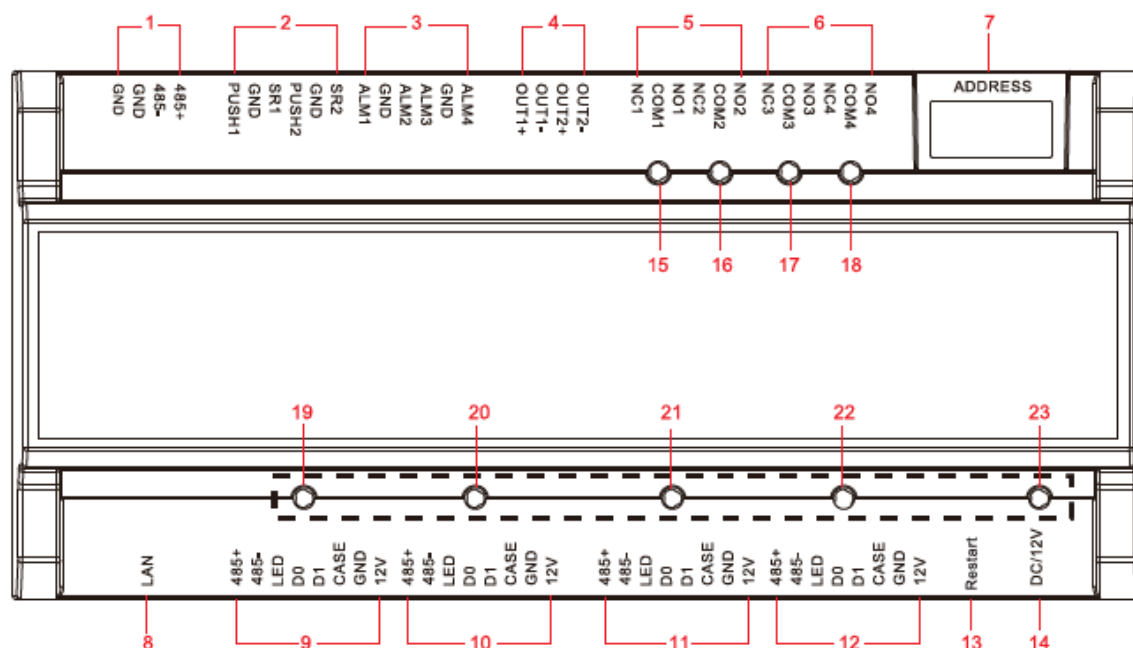 1 2 3 4 5 6 7
GND GND 485- 485+
PUSH1 GND SR1 PUSH2 GND SR2
ALM1 GND ALM2 ALM3 GND ALM4
OUT1+ OUT1- OUT2+ OUT2-
NC1 COM1 NO1 NC2 COM2 NO2
NC3 COM3 NO3 NC4 COM4 NO4
ADDRESS
15 16 17 18
19 20 21 22 23
LAN
485+ 485- LED D0 D1 CASE GND 12V
485+ 485- LED D0 D1 CASE GND 12V
485+ 485- LED D0 D1 CASE GND 12V
485+ 485- LED D0 D1 CASE GND 12V
Restart
DC/12V
8 9 10 11 12 13 14